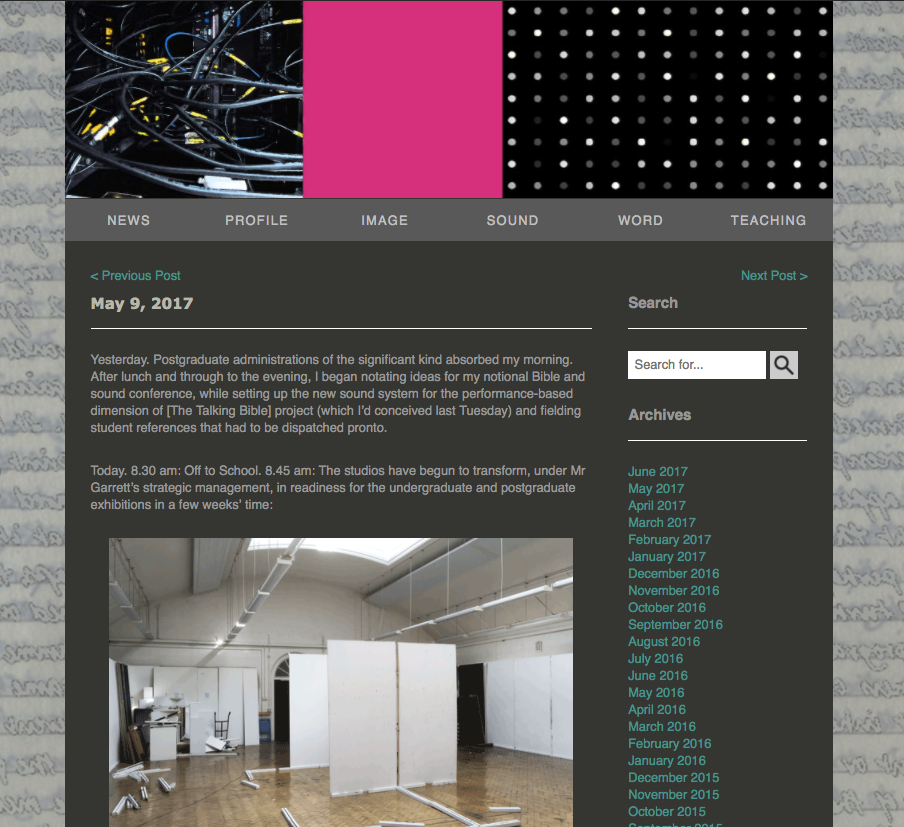 NEWS PROFILE IMAGE SOUND WORD TEACHING
< Previous Post
Next Post >
May 9, 2017
Yesterday. Postgraduate administrations of the significant kind absorbed my morning.
After lunch and through to the evening, I began notating ideas for my notional Bible and
sound conference, while setting up the new sound system for the performance-based
dimension of [The Talking Bible] project (which I'd conceived last Tuesday) and fielding
student references that had to be dispatched pronto.
Today. 8.30 am: Off to School. 8.45 am: The studios have begun to transform, under Mr
Garrett’s strategic management, in readiness for the undergraduate and postgraduate
exhibitions in a few weeks’ time:
Search
Search for...
Archives
June 2017
May 2017
April 2017
March 2017
February 2017
January 2017
December 2016
November 2016
October 2016
September 2016
August 2016
July 2016
June 2016
May 2016
April 2016
March 2016
February 2016
January 2016
December 2015
November 2015
October 2015
September 2015